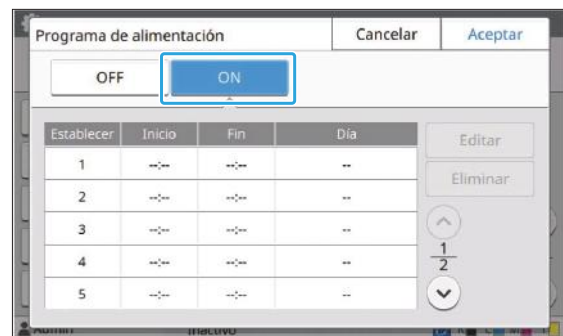 Programa de alimentación Cancelar Aceptar
OFF ON
Establecer Inicio Fin Día
Editar
1 --:-- --:-- --
Eliminar
2 --:-- --:-- --
3 --:-- --:-- --
1
4 --:-- --:-- --
2
5 --:-- --:-- --
Admin Inactivo